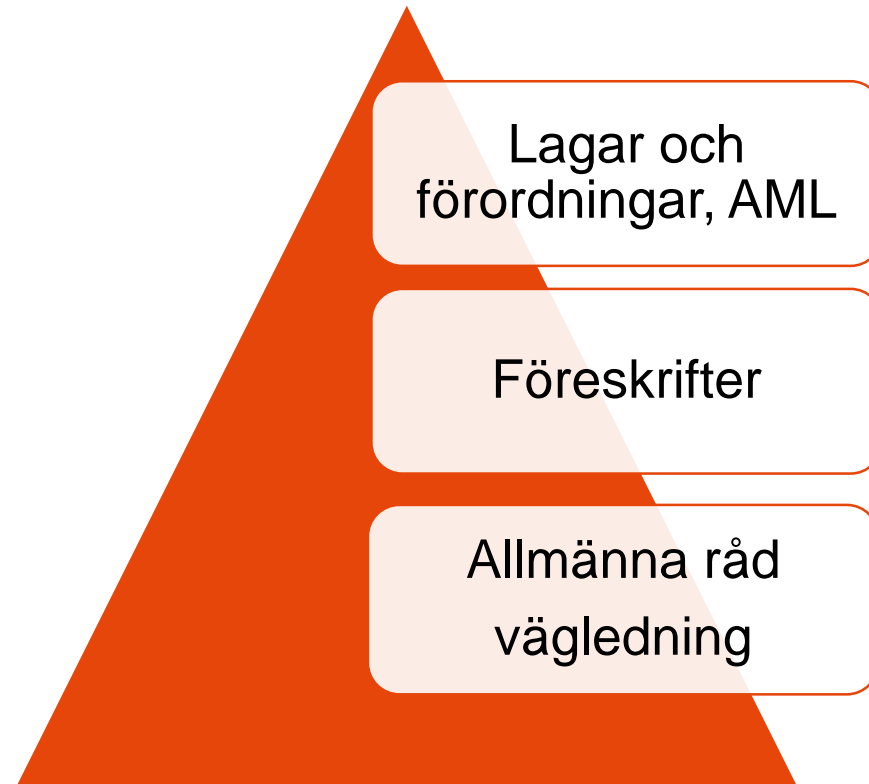 Lagar och
förordningar, AML
Föreskrifter
Allmänna råd
vägledning